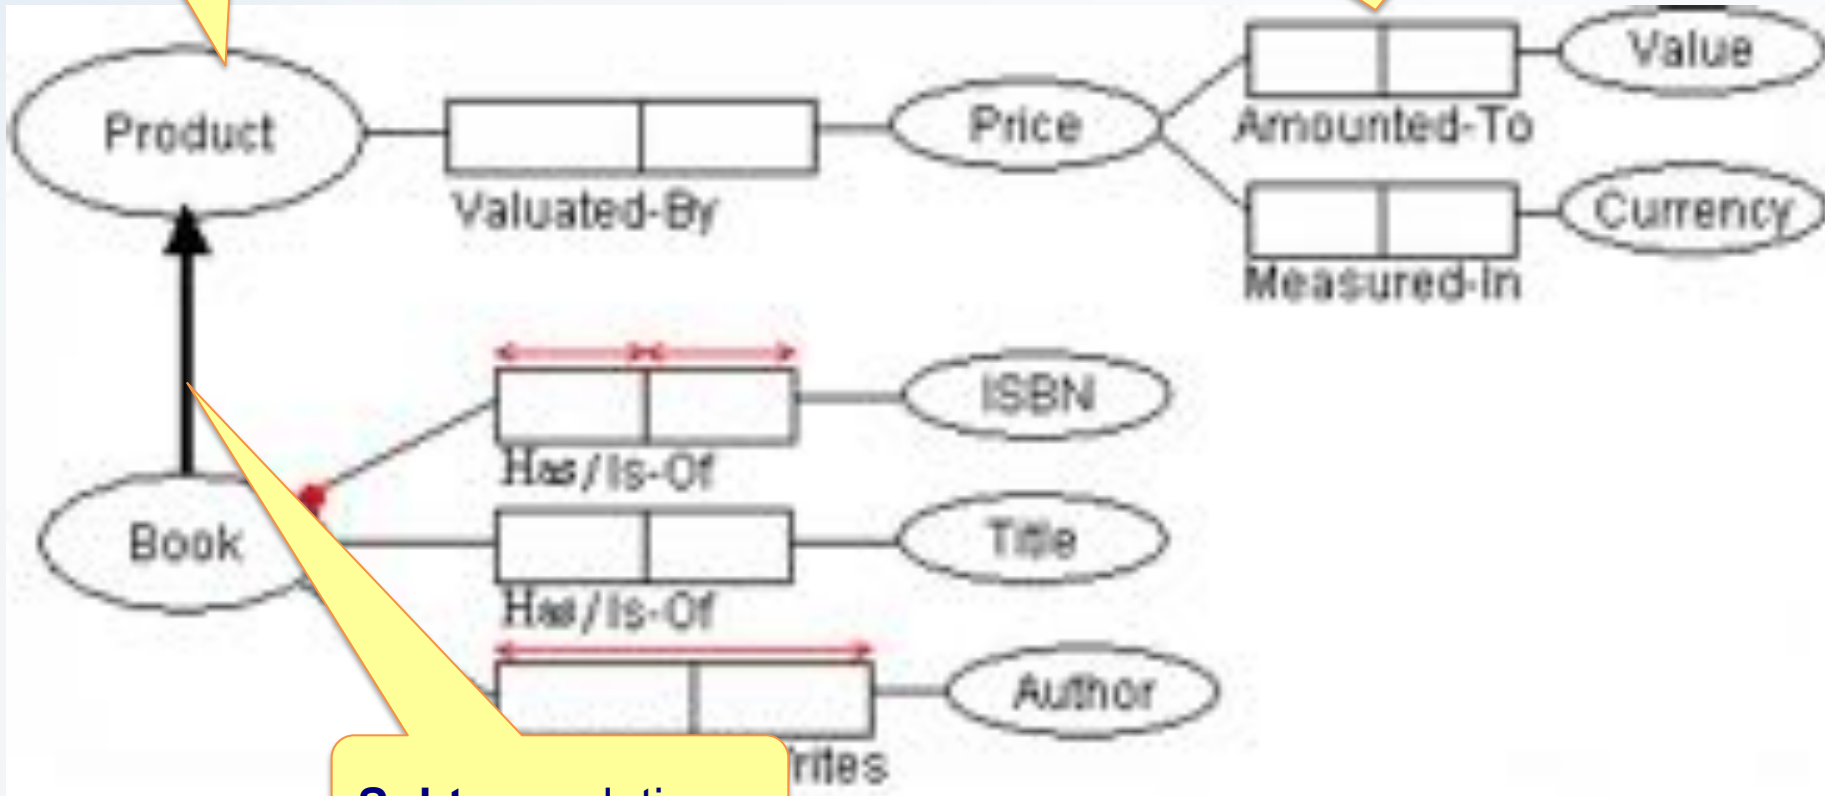 Product
Valuated-By
Price
Amounted-To
Value
Measured-In
Currency
Book
Has/Is-Of
ISBN
Has/Is-Of
Title
rites
Author